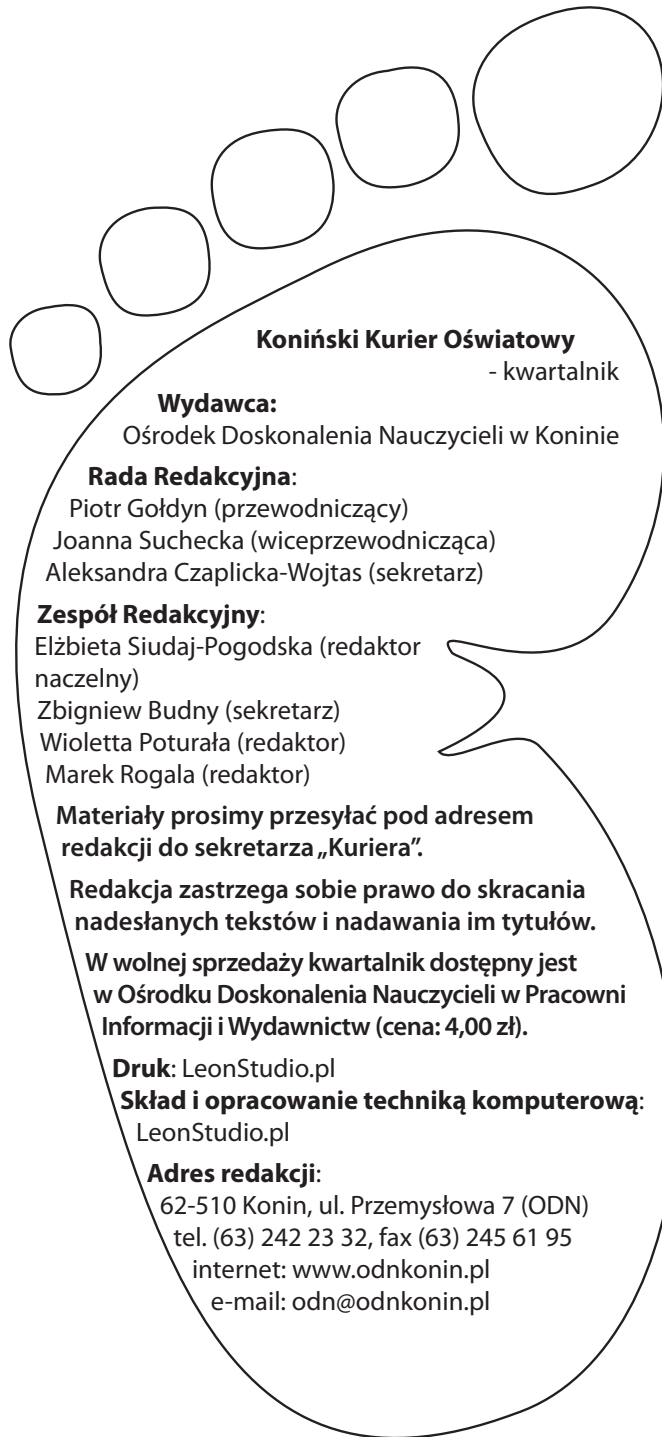 Koniński Kurier Oświatowy
- kwartalnik
Wydawca:
Ośrodek Doskonalenia Nauczycieli w Koninie
Rada Redakcyjna:
Piotr Gołdyn (przewodniczący)
Joanna Suchecka (wiceprzewodnicząca)
Aleksandra Czaplicka-Wojtas (sekretarz)
Zespół Redakcyjny:
Elżbieta Siudaj-Pogodska (redaktor
naczelny)
Zbigniew Budny (sekretarz)
Wioletta Poturała (redaktor)
Marek Rogala (redaktor)
Materiały prosimy przesyłać pod adresem
redakcji do sekretarza „Kuriera”.
Redakcja zastrzega sobie prawo do skracania
nadesłanych tekstów i nadawania im tytułów.
W wolnej sprzedaży kwartalnik dostępny jest
w Ośrodku Doskonalenia Nauczycieli w Pracowni
Informacji i Wydawnictw (cena: 4,00 zł).
Druk: LeonStudio.pl
Skład i opracowanie techniką komputerową:
LeonStudio.pl
Adres redakcji:
62-510 Konin, ul. Przemysłowa 7 (ODN)
tel. (63) 242 23 32, fax (63) 245 61 95
internet: www.odnkonin.pl
e-mail: odn@odnkonin.pl